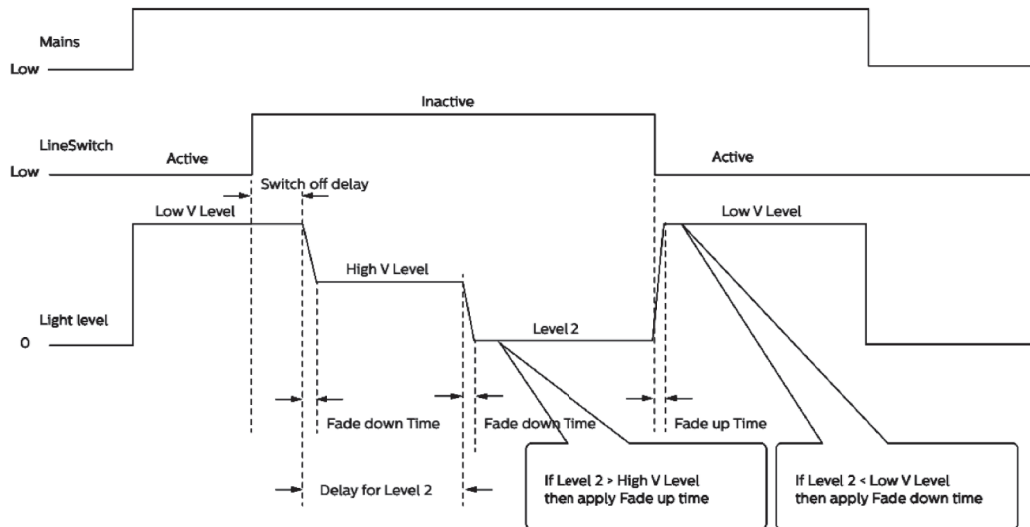 Mains
Low
Inactive
LineSwitch
Active
Active
Low
Switch off delay
Low V Level
Low V Level
High V Level
Light level
Level 2
0
Fade down Time
Fade down Time
Fade up Time
If Level 2 > High V Level
then apply Fade up time
If Level 2 < Low V Level
then apply Fade down time
Delay for Level 2